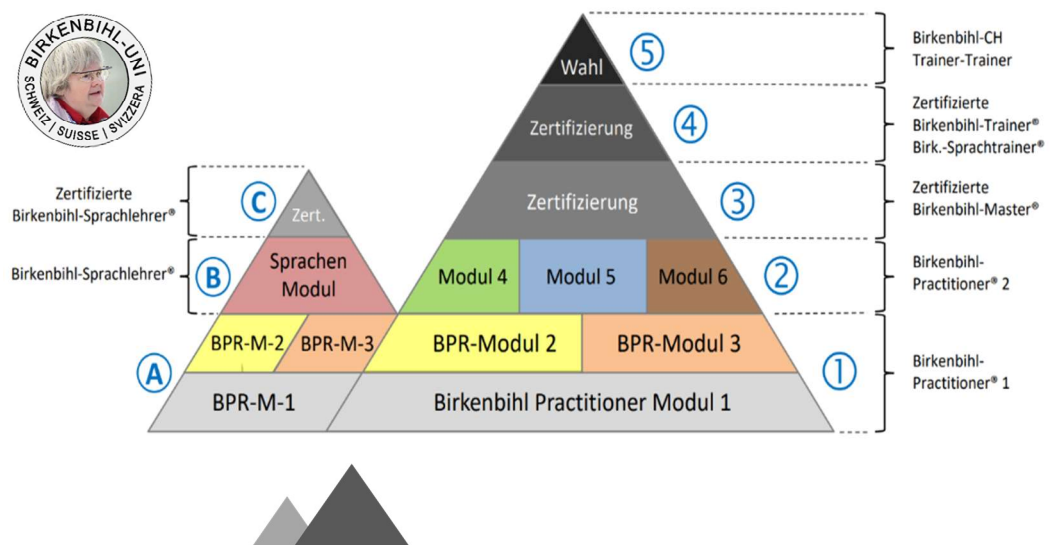 BIRKENBIHL-UNI
SCHWEIZ | SUISSE | SVIZZERA
Wahl
5
Birkenbihl-CH
Trainer-Trainer
Zertifizierung
4
Zertifizierte
Birkenbihl-Trainer®
Birk.-Sprachtrainer®
Zertifizierte
Birkenbihl-Sprachlehrer®
C
Zert.
Zertifizierung
3
Zertifizierte
Birkenbihl-Master®
Birkenbihl-Sprachlehrer®
B
Sprachen
Modul
Modul 4
Modul 5
Modul 6
2
Birkenbihl-
Practitioner® 2
A
BPR-M-2
BPR-M-3
BPR-Modul 2
BPR-Modul 3
1
Birkenbihl-
Practitioner® 1
BPR-M-1
Birkenbihl Practitioner Modul 1